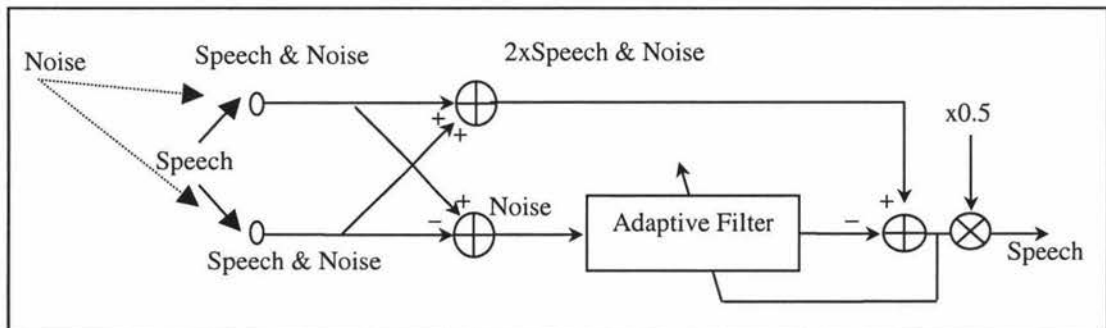 Speech & Noise
2xSpeech & Noise
Noise
x0.5
+
+
+
Speech
+
Noise
−
Adaptive Filter
−
+
Speech & Noise
Speech